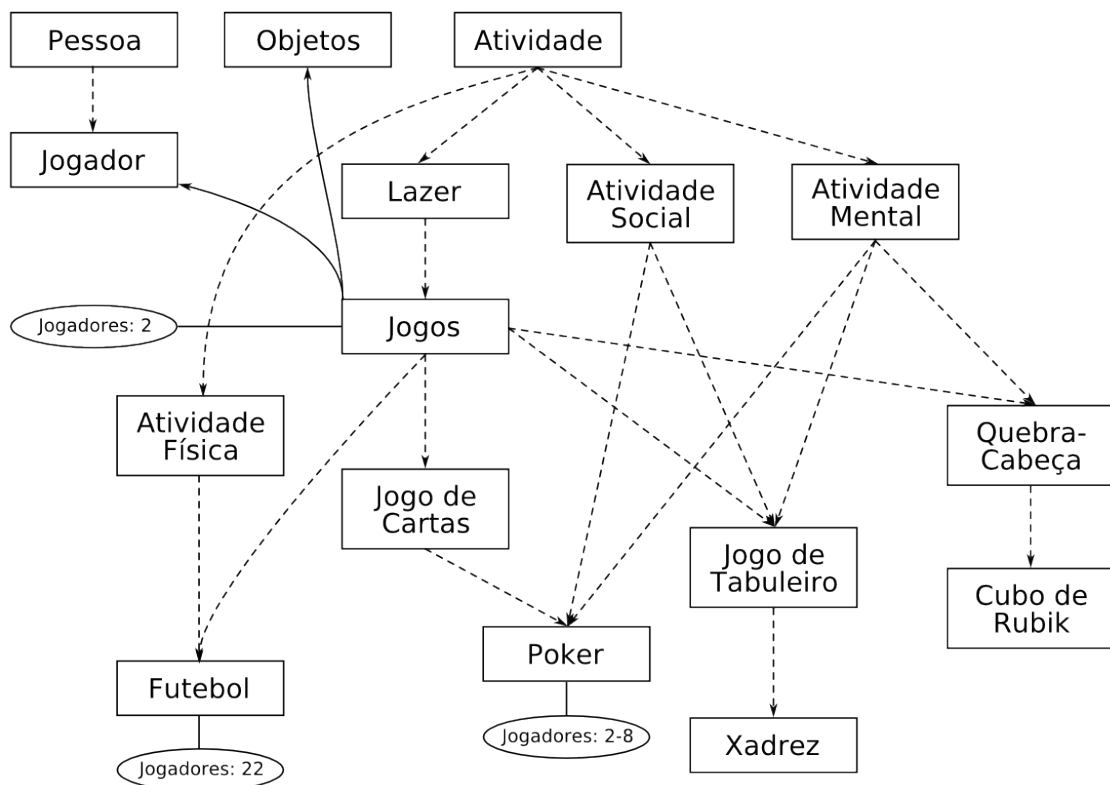 Pessoa
Objetos
Atividade
Jogador
Lazer
Atividade
Social
Atividade
Mental
Jogadores: 2
Jogos
Atividade
Física
Quebra-
Cabeça
Jogo de
Cartas
Jogo de
Tabuleiro
Cubo de
Rubik
Poker
Futebol
Jogadores: 2-8
Xadrez
Jogadores: 22